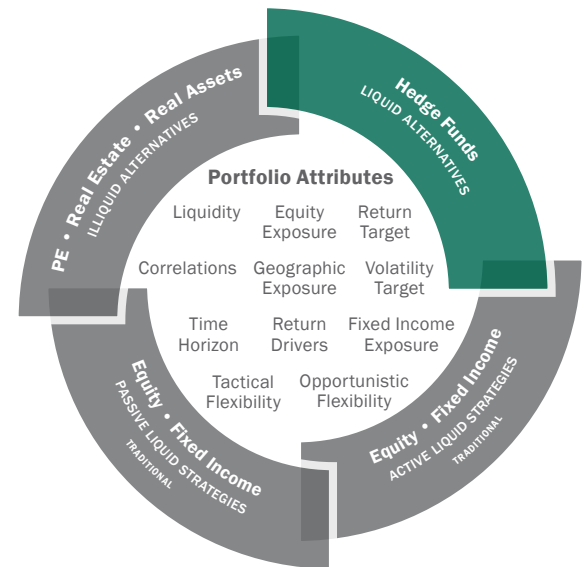 PE • Real Estate • Real Assets
ILLIQUID ALTERNATIVES
Hedge Funds
LIQUID ALTERNATIVES
Portfolio Attributes
Liquidity
Equity
Exposure
Return
Target
Correlations
Geographic
Exposure
Volatility
Target
Time
Horizon
Return
Drivers
Fixed Income
Exposure
Tactical
Flexibility
Opportunistic
Flexibility
Equity • Fixed Income
PASSIVE LIQUID STRATEGIES
TRADITIONAL
Equity • Fixed Income
ACTIVE LIQUID STRATEGIES
TRADITIONAL